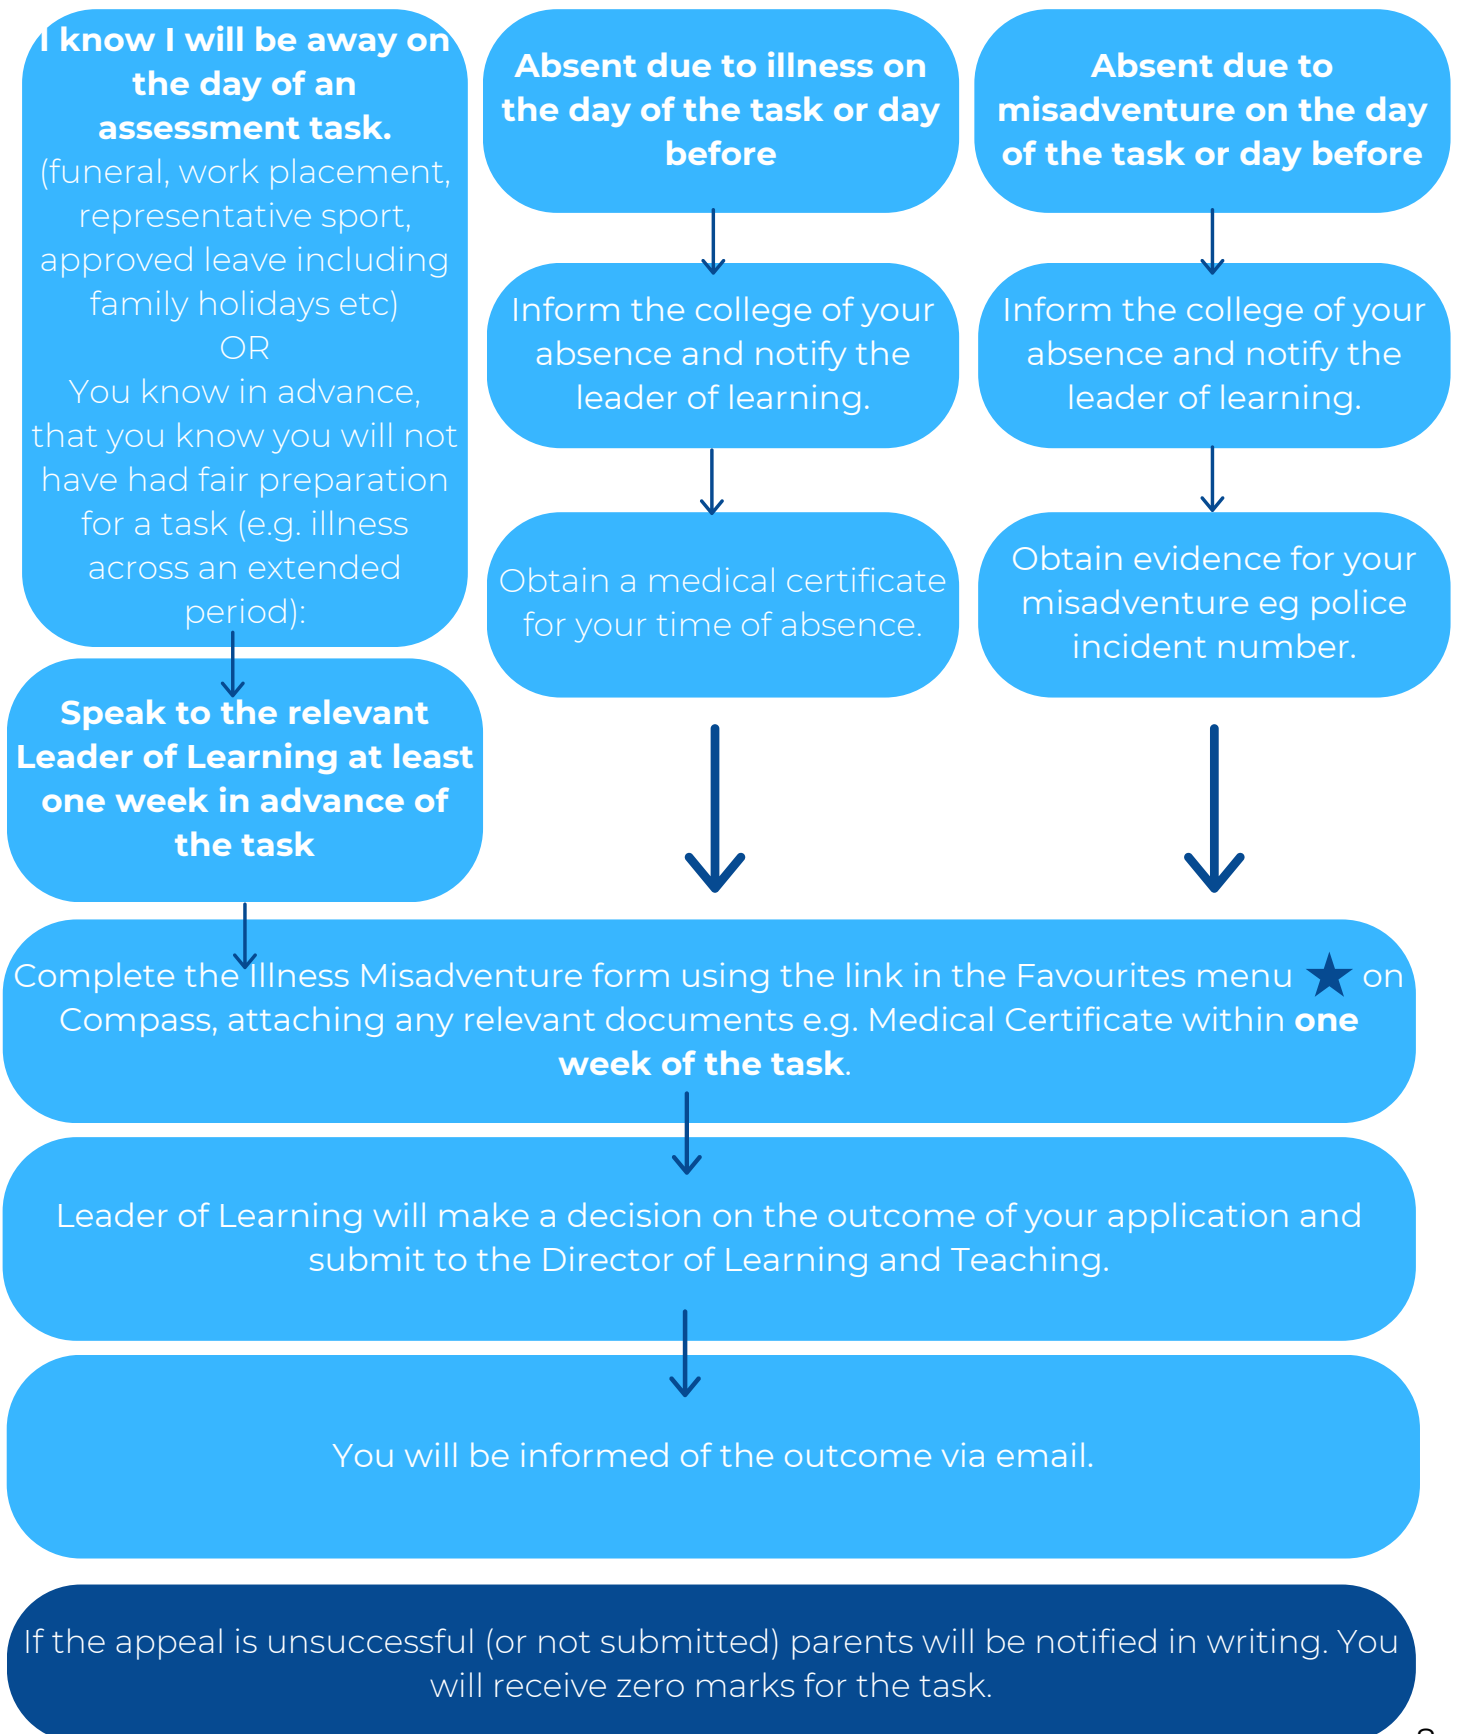 I know I will be away on
the day of an
assessment task.
(funeral, work placement,
representative sport,
approved leave including
family holidays etc)
OR
You know in advance,
that you know you will not
have had fair preparation
for a task (e.g. illness
across an extended
period):
Speak to the relevant
Leader of Learning at least
one week in advance of
the task
Absent due to illness on
the day of the task or day
before
Inform the college of your
absence and notify the
leader of learning.
Obtain a medical certificate
for your time of absence.
Absent due to
misadventure on the day
of the task or day before
Inform the college of your
absence and notify the
leader of learning.
Obtain evidence for your
misadventure eg police
incident number.
Complete the Illness Misadventure form using the link in the Favourites menu ★ on
Compass, attaching any relevant documents e.g. Medical Certificate within one
week of the task.
Leader of Learning will make a decision on the outcome of your application and
submit to the Director of Learning and Teaching.
You will be informed of the outcome via email.
If the appeal is unsuccessful (or not submitted) parents will be notified in writing. You
will receive zero marks for the task.